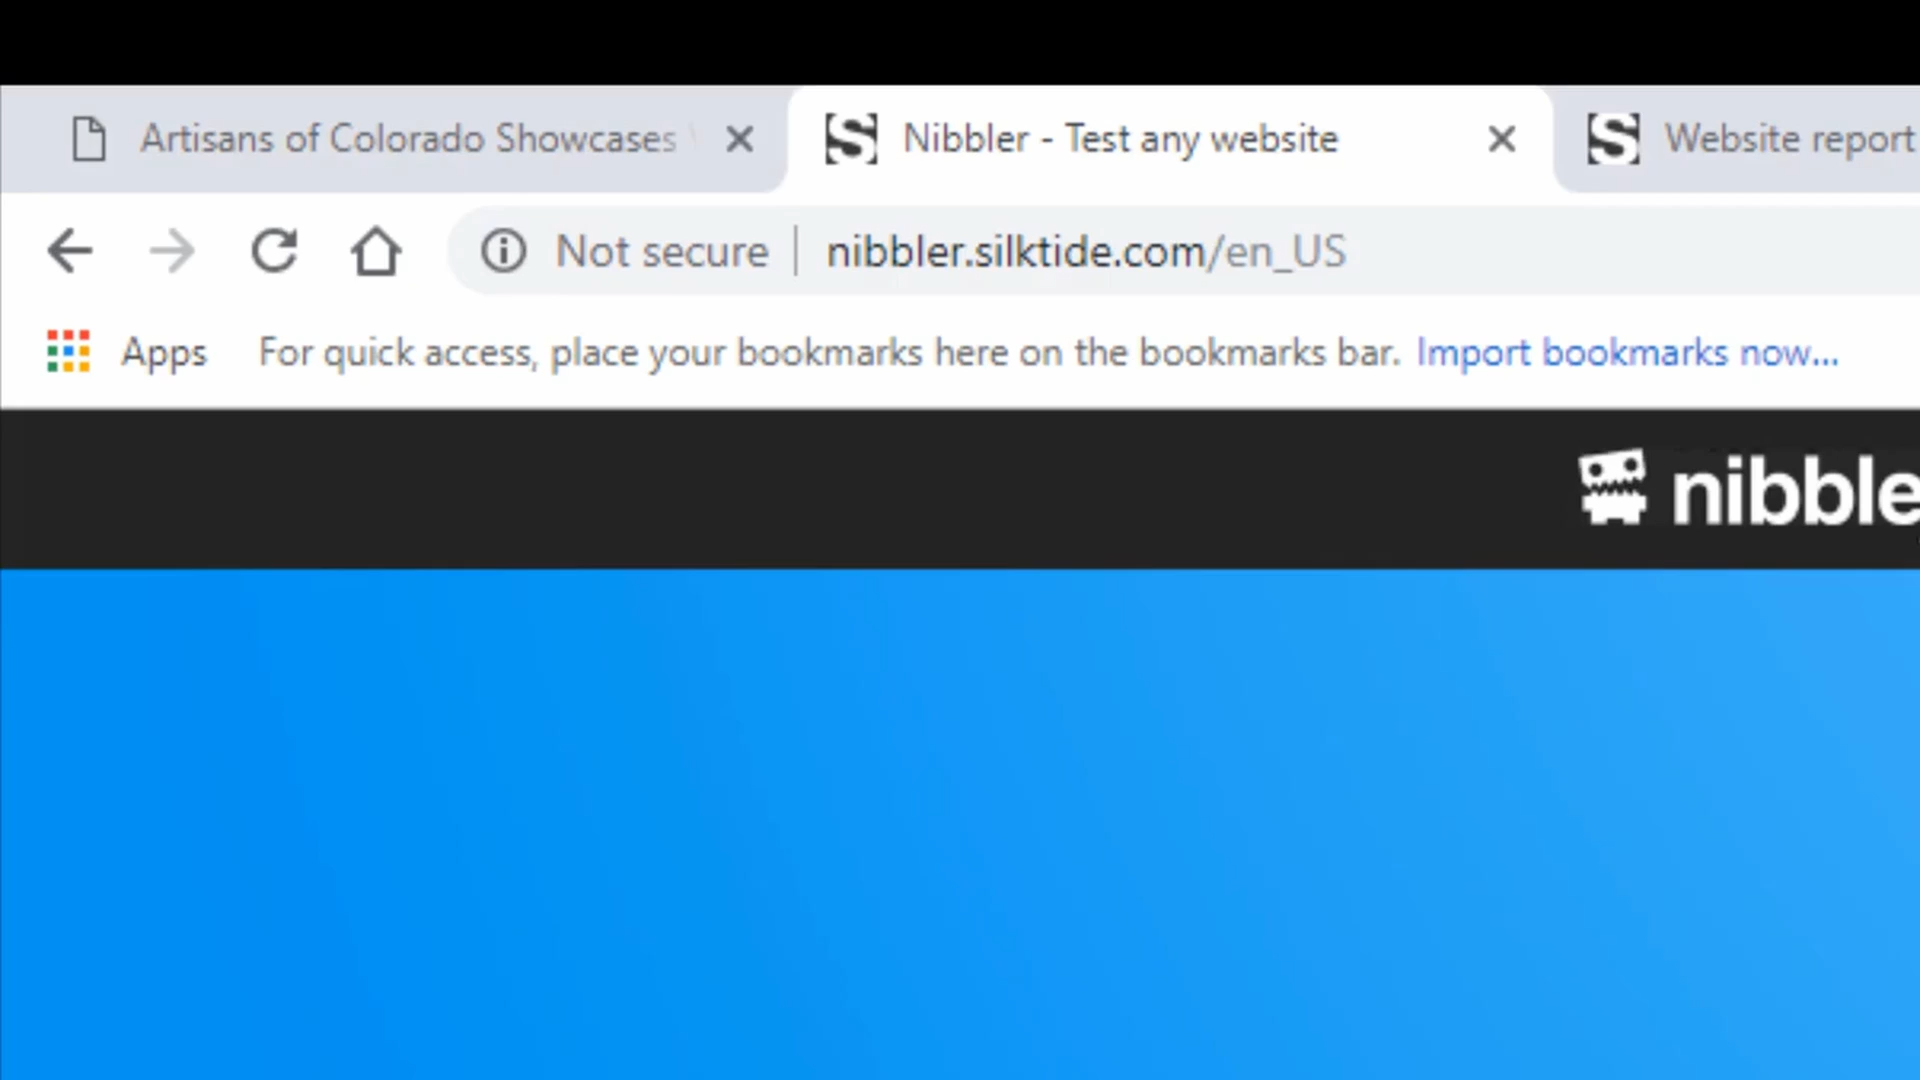 Artisans of Colorado Showcases
Nibbler - Test any website
Website report
Not secure
nibbler.silktide.com/en_US
Apps
For quick access, place your bookmarks here on the bookmarks bar. Import bookmarks now...
nibble